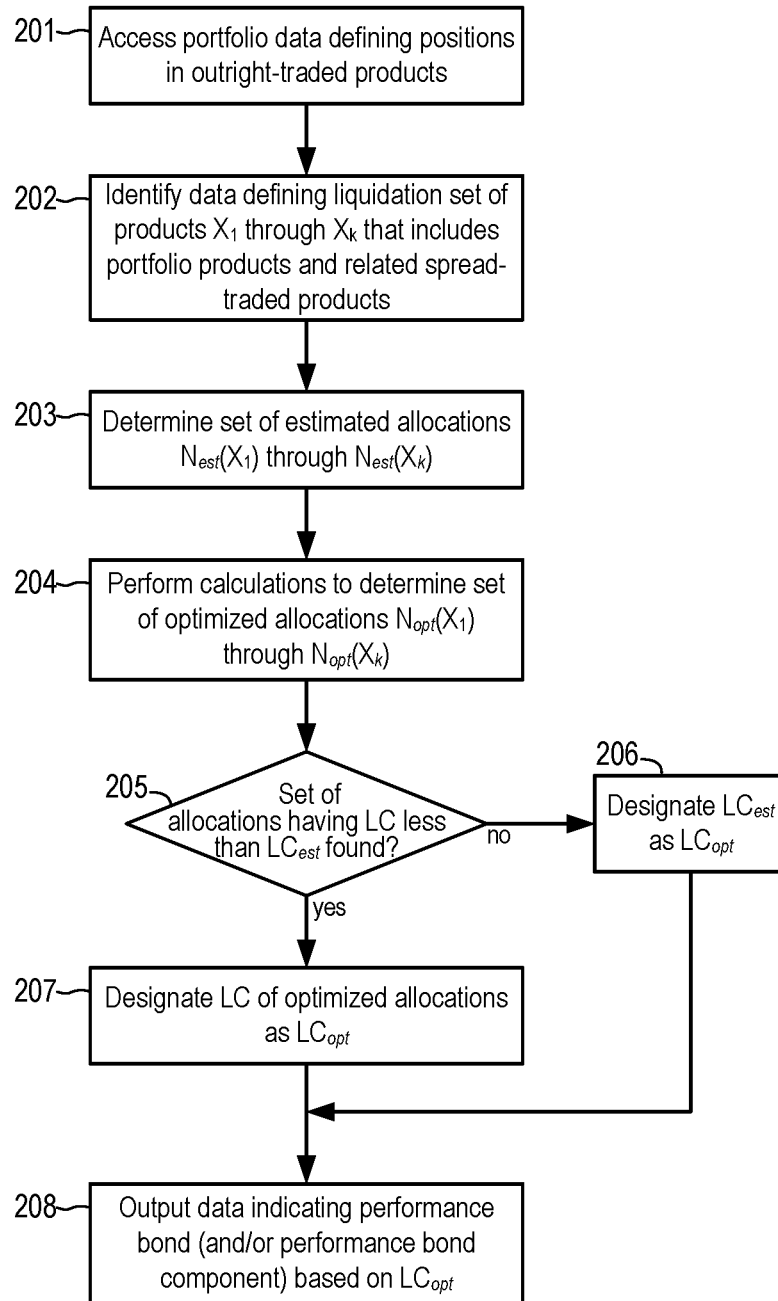 201
Access portfolio data defining positions
in outright-traded products
202
Identify data defining liquidation set of
products X1 through Xk that includes
portfolio products and related spread-
traded products
203
Determine set of estimated allocations
Nest(X1) through Nest(Xk)
204
Perform calculations to determine set
of optimized allocations Nopt(X1)
through Nopt(Xk)
205
Set of
allocations having LC less
than LCest found?
no
206
Designate LCest
as LCopt
yes
207
Designate LC of optimized allocations
as LCopt
208
Output data indicating performance
bond (and/or performance bond
component) based on LCopt